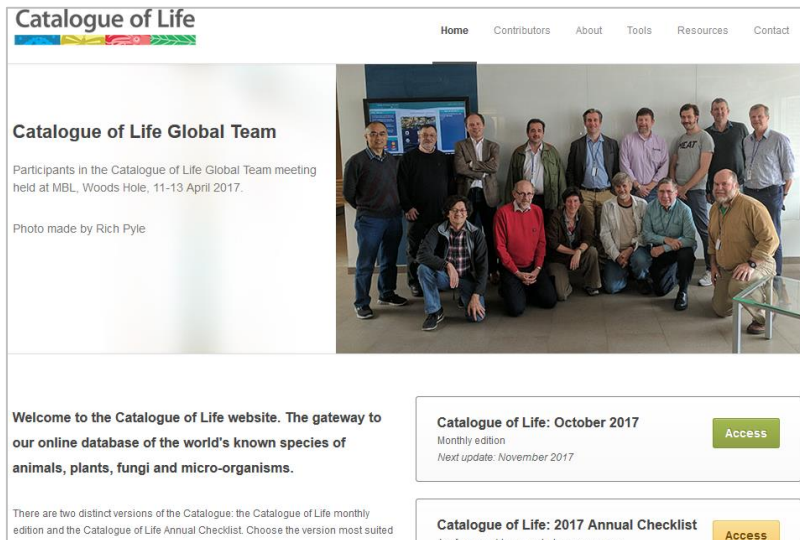 Catalogue of Life
Home Contributors About Tools Resources Contact
Catalogue of Life Global Team
Participants in the Catalogue of Life Global Team meeting
held at MBL, Woods Hole, 11-13 April 2017.
Photo made by Rich Pyle
HEAT
Welcome to the Catalogue of Life website. The gateway to
our online database of the world's known species of
animals, plants, fungi and micro-organisms.
There are two distinct versions of the Catalogue: the Catalogue of Life monthly
edition and the Catalogue of Life Annual Checklist. Choose the version most suited
Catalogue of Life: October 2017
Monthly edition
Next update: November 2017
Access
Catalogue of Life: 2017 Annual Checklist
Access